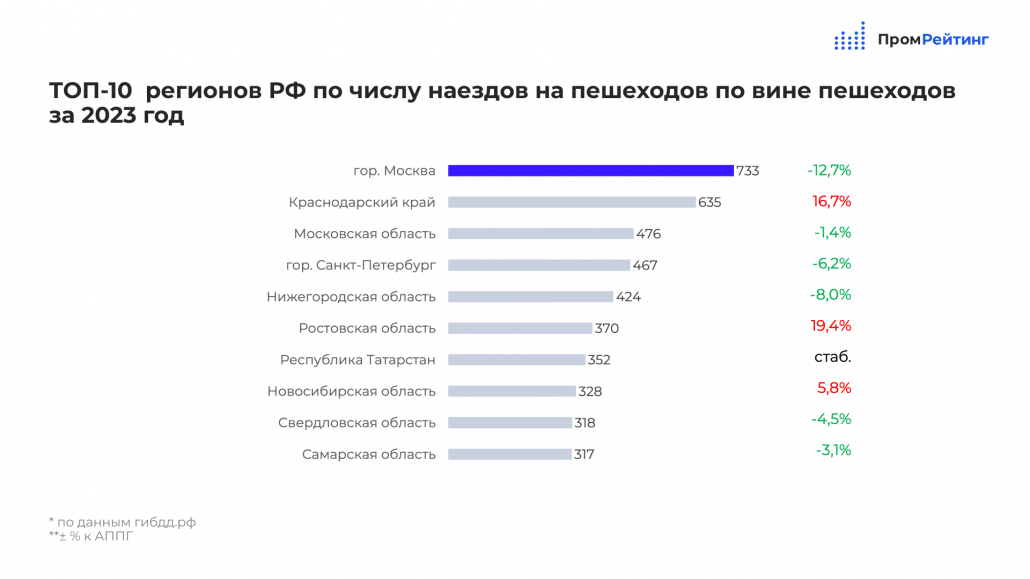 ПромРейтинг
ТОП-10 регионов РФ по числу наездов на пешеходов по вине пешеходов
за 2023 год
гор. Москва 733 -12,7%
Краснодарский край 635 16,7%
Московская область 476 -1,4%
гор. Санкт-Петербург 467 -6,2%
Нижегородская область 424 -8,0%
Ростовская область 370 19,4%
Республика Татарстан 352 стаб.
Новосибирская область 328 5,8%
Свердловская область 318 -4,5%
Самарская область 317 -3,1%
* по данным гибдд.рф
**± % к АППГ